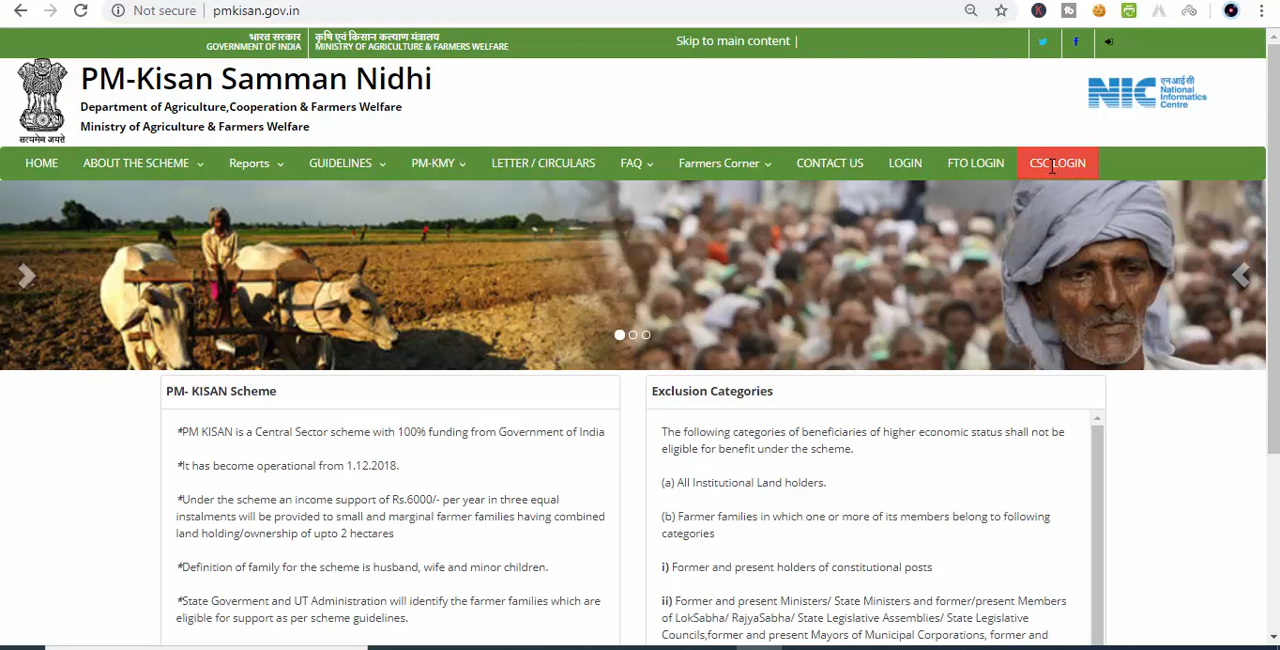 Not secure | pmkisan.gov.in
भारत सरकार
GOVERNMENT OF INDIA
कृषि एवं किसान कल्याण मंत्रालय
MINISTRY OF AGRICULTURE & FARMERS WELFARE
Skip to main content |
PM-Kisan Samman Nidhi
Department of Agriculture,Cooperation & Farmers Welfare
Ministry of Agriculture & Farmers Welfare
सत्यमेव जयते
NIC
एन आई सी
National
Informatics
Centre
HOME ABOUT THE SCHEME Reports GUIDELINES PM-KMY LETTER / CIRCULARS FAQ Farmers Corner CONTACT US LOGIN FTO LOGIN CSC LOGIN
PM- KISAN Scheme
*PM KISAN is a Central Sector scheme with 100% funding from Government of India
*It has become operational from 1.12.2018.
*Under the scheme an income support of Rs.6000/- per year in three equal
instalments will be provided to small and marginal farmer families having combined
land holding/ownership of upto 2 hectares
*Definition of family for the scheme is husband, wife and minor children.
*State Goverment and UT Administration will identify the farmer families which are
eligible for support as per scheme guidelines.
Exclusion Categories
The following categories of beneficiaries of higher economic status shall not be
eligible for benefit under the scheme.
(a) All Institutional Land holders.
(b) Farmer families in which one or more of its members belong to following
categories
i) Former and present holders of constitutional posts
ii) Former and present Ministers/ State Ministers and former/present Members
of LokSabha/ RajyaSabha/ State Legislative Assemblies/ State Legislative
Councils,former and present Mayors of Municipal Corporations, former and